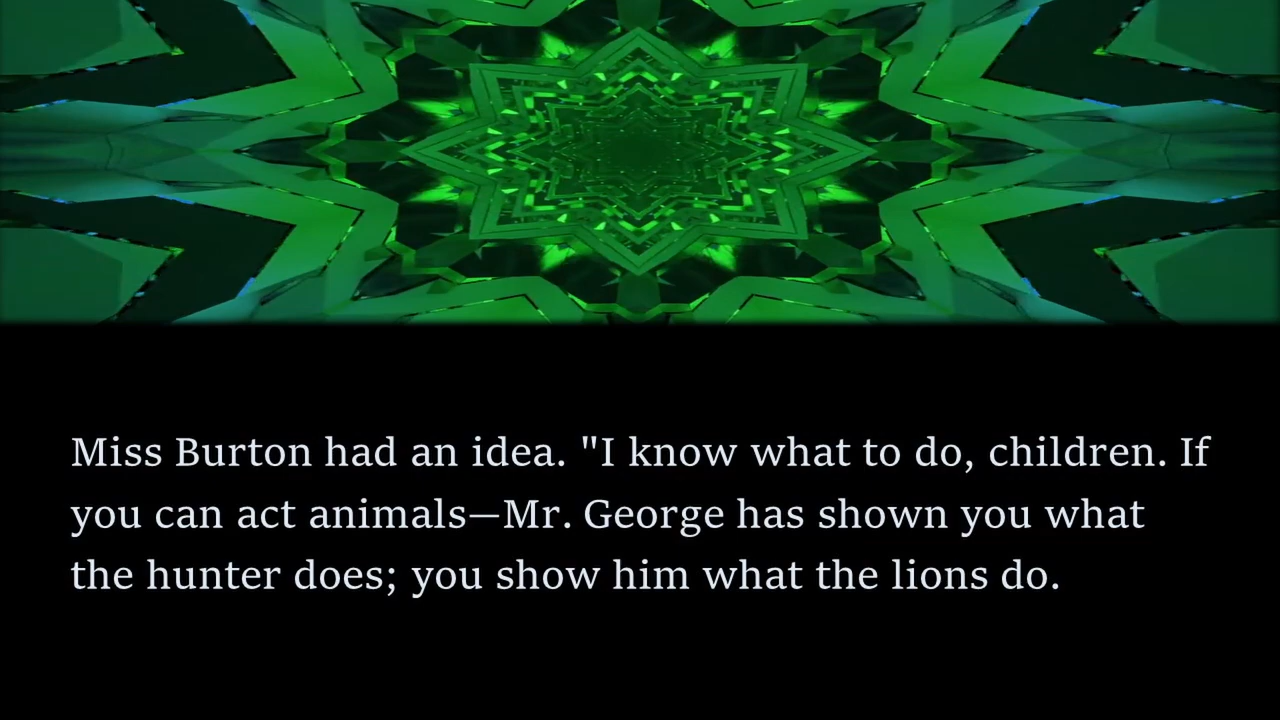 Miss Burton had an idea. "I know what to do, children. If
you can act animals—Mr. George has shown you what
the hunter does; you show him what the lions do.